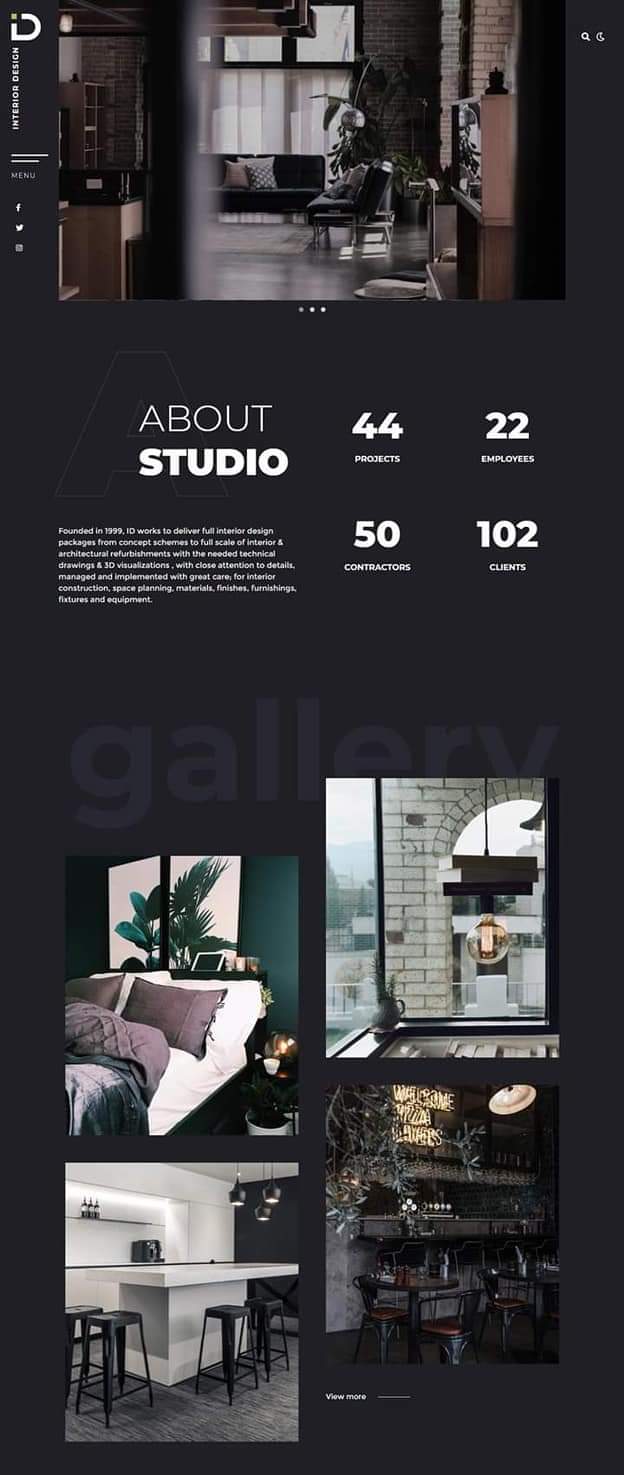 iD
INTERIOR DESIGN
MENU
A
ABOUT
STUDIO
Founded in 1999, ID works to deliver full interior design
packages from concept schemes to full scale of interior &
architectural refurbishments with the needed technical
drawings & 3D visualizations , with close attention to details,
managed and implemented with great care; for interior
construction, space planning, materials, finishes, furnishings,
fixtures and equipment.
44
PROJECTS
22
EMPLOYEES
50
CONTRACTORS
102
CLIENTS
gallery
WELCOME
PIZZA
LOVERS
View more